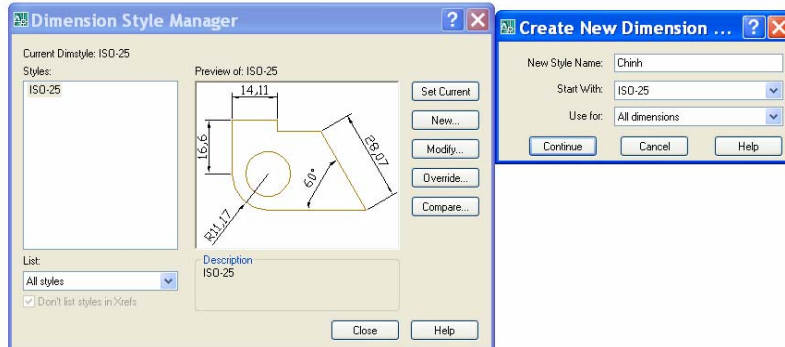 Dimension Style Manager
Current Dimstyle: ISO-25
Styles:
ISO-25
Preview of: ISO-25
14,11
16,6
28,07
60°
R11,17
Set Current
New...
Modify...
Override...
Compare...
List:
All styles
Don't list styles in Xrefs
Description
ISO-25
Close
Help
Create New Dimension ...
New Style Name:
Chinh
Start With:
ISO-25
Use for:
All dimensions
Continue
Cancel
Help